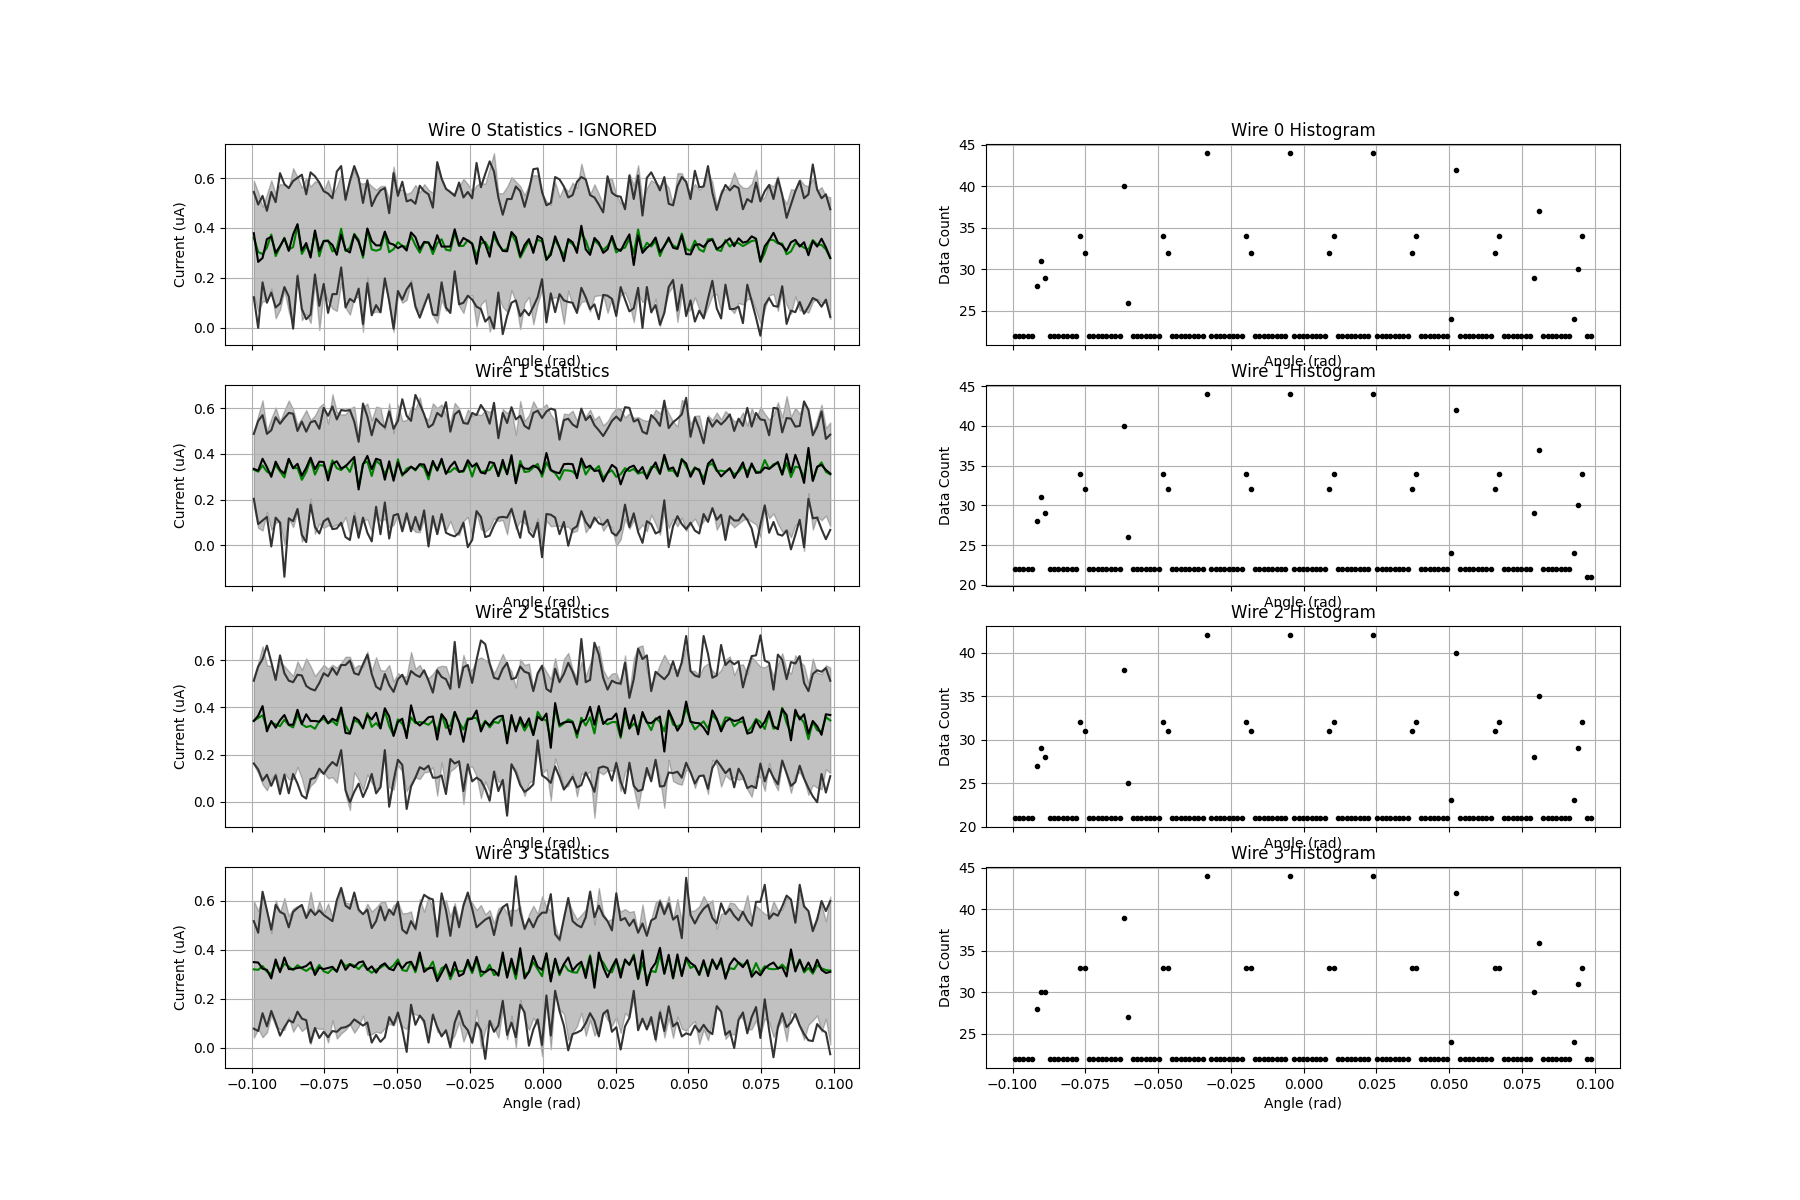 Wire 0 Statistics - IGNORED
Current (uA)
0.6
0.4
0.2
0.0
Angle (rad)
Wire 0 Histogram
Data Count
45
40
35
30
25
Angle (rad)
Wire 1 Statistics
Current (uA)
0.6
0.4
0.2
0.0
Angle (rad)
Wire 1 Histogram
Data Count
45
40
35
30
25
20
Angle (rad)
Wire 2 Statistics
Current (uA)
0.6
0.4
0.2
0.0
Angle (rad)
Wire 2 Histogram
Data Count
40
35
30
25
20
Angle (rad)
Wire 3 Statistics
Current (uA)
0.6
0.4
0.2
0.0
−0.100 −0.075 −0.050 −0.025 0.000 0.025 0.050 0.075 0.100
Angle (rad)
Wire 3 Histogram
Data Count
45
40
35
30
25
−0.100 −0.075 −0.050 −0.025 0.000 0.025 0.050 0.075 0.100
Angle (rad)